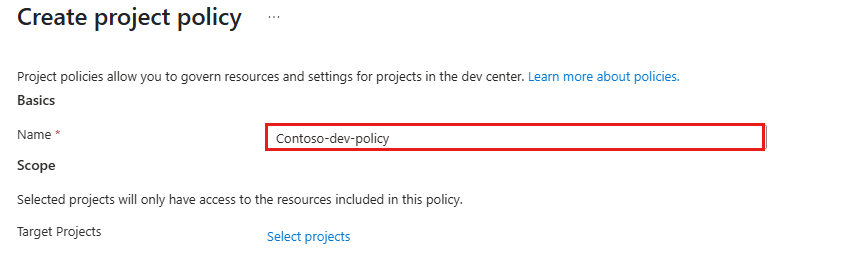 Create project policy ...
Project policies allow you to govern resources and settings for projects in the dev center. Learn more about policies.
Basics
Name * Contoso-dev-policy
Scope
Selected projects will only have access to the resources included in this policy.
Target Projects Select projects